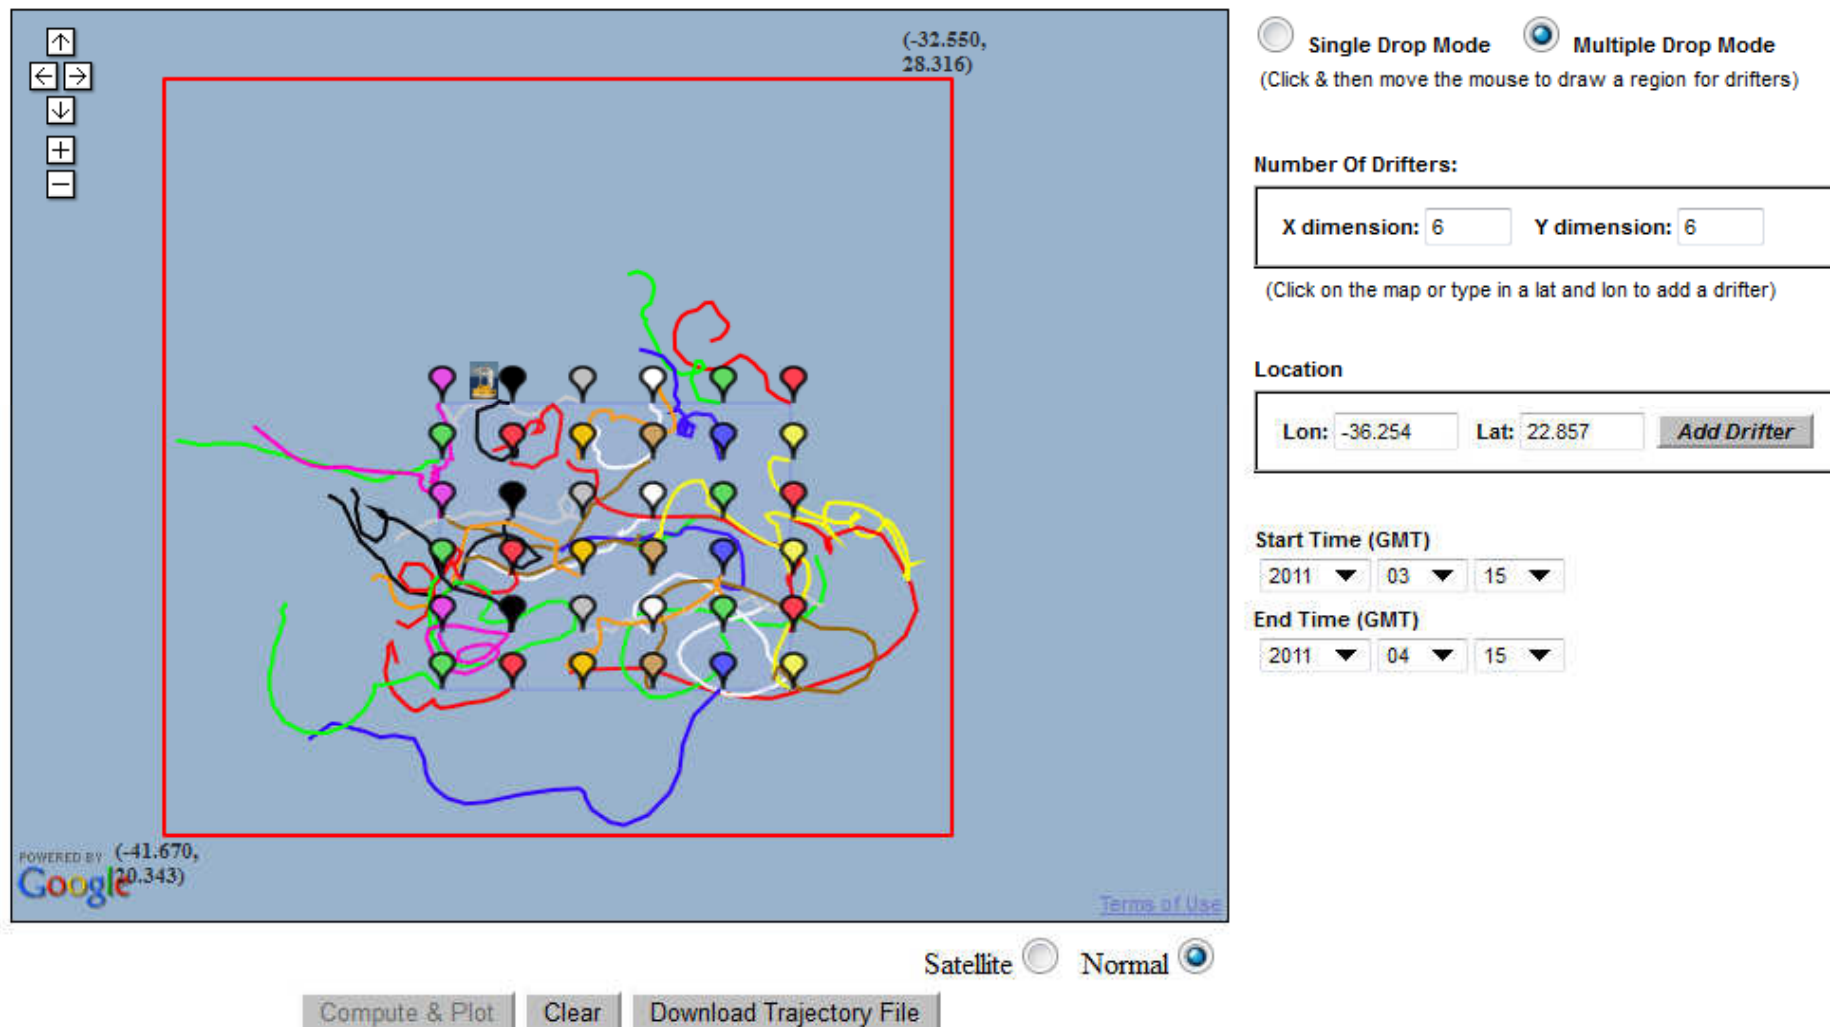 (-32.550,
28.316)
Single Drop Mode Multiple Drop Mode
(Click & then move the mouse to draw a region for drifters)
Number Of Drifters:
X dimension: 6 Y dimension: 6
(Click on the map or type in a lat and lon to add a drifter)
Location
Lon: -36.254 Lat: 22.857 Add Drifter
Start Time (GMT)
2011 03 15
End Time (GMT)
2011 04 15
POWERED BY
Google
(-41.670,
20.343)
Terms of Use
Satellite Normal
Compute & Plot Clear Download Trajectory File